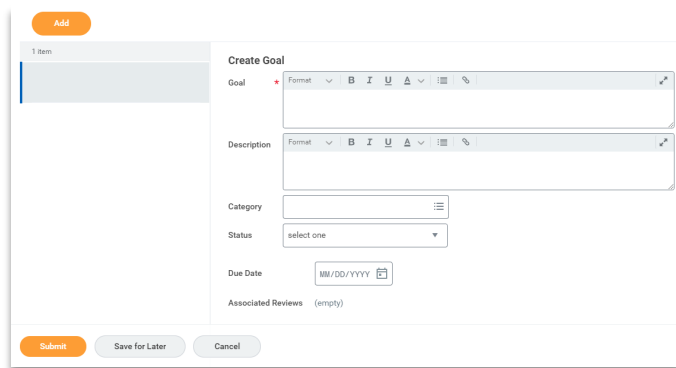 Add
1 item
Create Goal
Goal * Format B I U A
Description Format B I U A
Category
Status select one
Due Date MM/DD/YYYY
Associated Reviews (empty)
Submit Save for Later Cancel